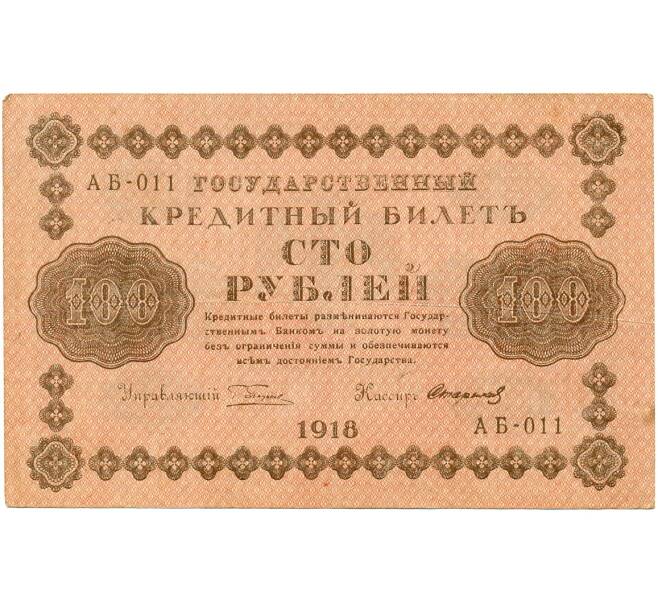 АБ-011 ГОСУДАРСТВЕННЫЙ
КРЕДИТНЫЙ БИЛЕТЪ
СТО
РУБЛЕЙ
100 100
Кредитные билеты размѣниваются Государ-
ственнымъ Банкомъ на золотую монету
безъ ограниченія суммы и обезпечиваются
всѣмъ достояніемъ Государства.
Управляющій Кассиръ
1918 АБ-011